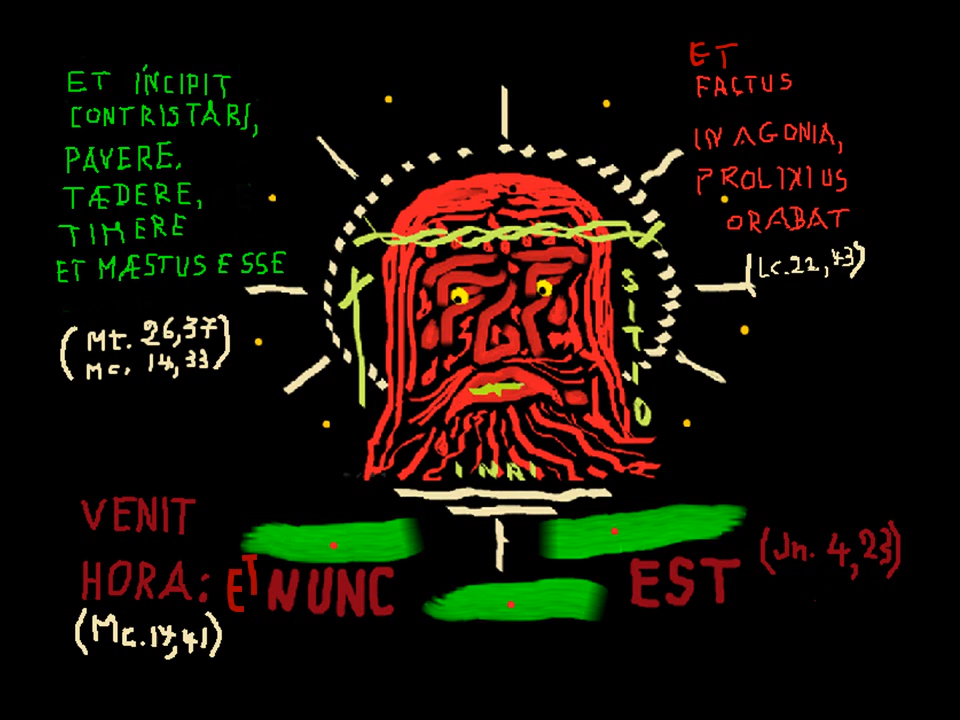 ET INCIPIT
CONTRISTARI,
PAVERE,
TÆDERE,
TIMERE
ET MÆSTUS ESSE
(Mt. 26,37
Mc. 14,33)
ET
FACTUS
IN AGONIA,
PROLIXIUS
ORABAT
(Lc. 22,43)
SITIO
INRI
VENIT
HORA: ET NUNC EST (Jn. 4,23)
(Mc. 14,41)